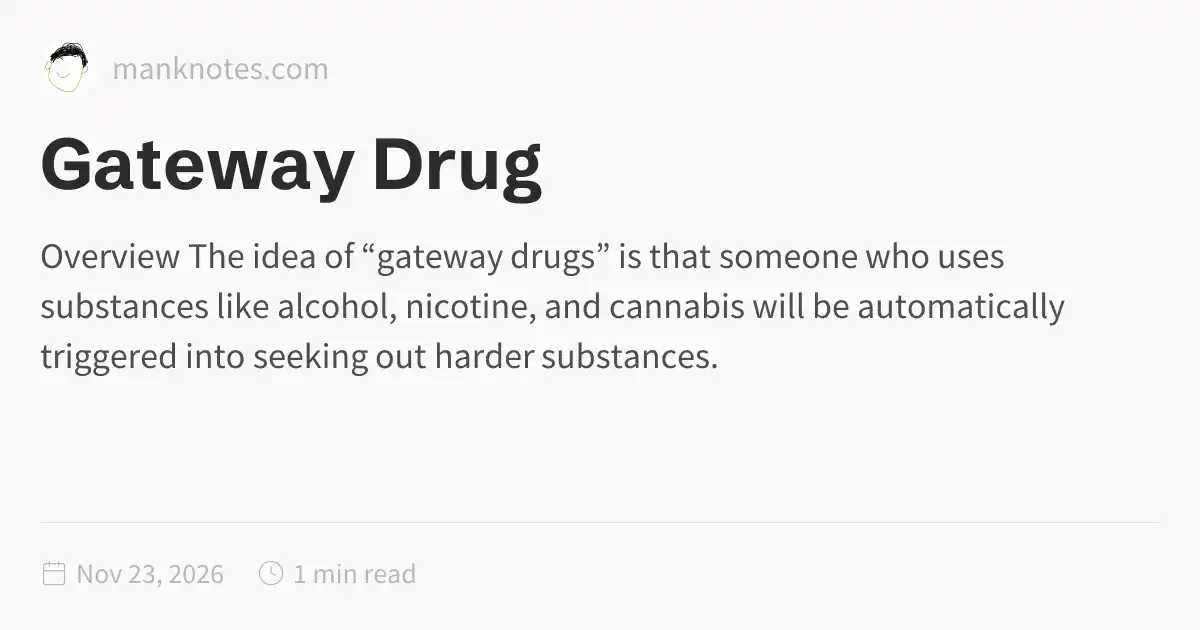 manknotes.com
Gateway Drug
Overview The idea of “gateway drugs” is that someone who uses
substances like alcohol, nicotine, and cannabis will be automatically
triggered into seeking out harder substances.
Nov 23, 2026 1 min read